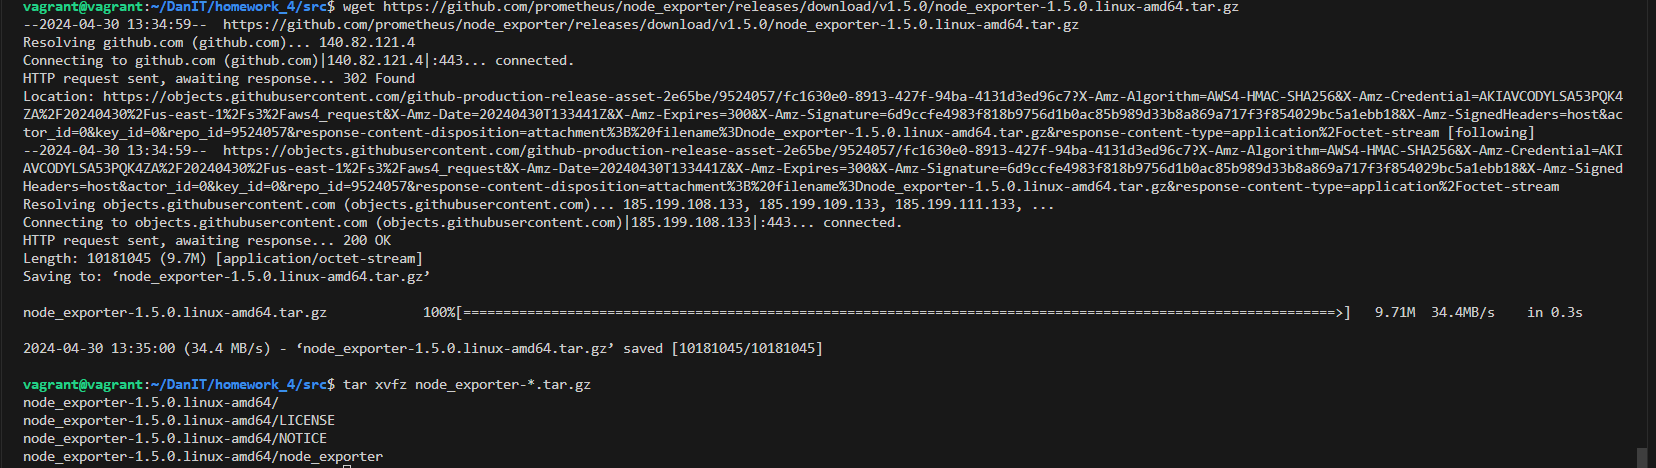 vagrant@vagrant:~/DanIT/homework_4/src$ wget https://github.com/prometheus/node_exporter/releases/download/v1.5.0/node_exporter-1.5.0.linux-amd64.tar.gz
--2024-04-30 13:34:59--  https://github.com/prometheus/node_exporter/releases/download/v1.5.0/node_exporter-1.5.0.linux-amd64.tar.gz
Resolving github.com (github.com)... 140.82.121.4
Connecting to github.com (github.com)|140.82.121.4|:443... connected.
HTTP request sent, awaiting response... 302 Found
Location: https://objects.githubusercontent.com/github-production-release-asset-2e65be/9524057/fc1630e0-8913-427f-94ba-4131d3ed96c7?X-Amz-Algorithm=AWS4-HMAC-SHA256&X-Amz-Credential=AKIAVCODYLSA53PQK4
ZA%2F20240430%2Fus-east-1%2Fs3%2Faws4_request&X-Amz-Date=20240430T133441Z&X-Amz-Expires=300&X-Amz-Signature=6d9ccfe4983f818b9756d1b0ac85b989d33b8a869a717f3f854029bc5a1ebb18&X-Amz-SignedHeaders=host&ac
tor_id=0&key_id=0&repo_id=9524057&response-content-disposition=attachment%3B%20filename%3Dnode_exporter-1.5.0.linux-amd64.tar.gz&response-content-type=application%2Foctet-stream [following]
--2024-04-30 13:34:59--  https://objects.githubusercontent.com/github-production-release-asset-2e65be/9524057/fc1630e0-8913-427f-94ba-4131d3ed96c7?X-Amz-Algorithm=AWS4-HMAC-SHA256&X-Amz-Credential=AKI
AVCODYLSA53PQK4ZA%2F20240430%2Fus-east-1%2Fs3%2Faws4_request&X-Amz-Date=20240430T133441Z&X-Amz-Expires=300&X-Amz-Signature=6d9ccfe4983f818b9756d1b0ac85b989d33b8a869a717f3f854029bc5a1ebb18&X-Amz-Signed
Headers=host&actor_id=0&key_id=0&repo_id=9524057&response-content-disposition=attachment%3B%20filename%3Dnode_exporter-1.5.0.linux-amd64.tar.gz&response-content-type=application%2Foctet-stream
Resolving objects.githubusercontent.com (objects.githubusercontent.com)... 185.199.108.133, 185.199.109.133, 185.199.111.133, ...
Connecting to objects.githubusercontent.com (objects.githubusercontent.com)|185.199.108.133|:443... connected.
HTTP request sent, awaiting response... 200 OK
Length: 10181045 (9.7M) [application/octet-stream]
Saving to: ‘node_exporter-1.5.0.linux-amd64.tar.gz’
node_exporter-1.5.0.linux-amd64.tar.gz            100%[=============================================================================================================>]   9.71M  34.4MB/s    in 0.3s
2024-04-30 13:35:00 (34.4 MB/s) - ‘node_exporter-1.5.0.linux-amd64.tar.gz’ saved [10181045/10181045]
vagrant@vagrant:~/DanIT/homework_4/src$ tar xvfz node_exporter-*.tar.gz
node_exporter-1.5.0.linux-amd64/
node_exporter-1.5.0.linux-amd64/LICENSE
node_exporter-1.5.0.linux-amd64/NOTICE
node_exporter-1.5.0.linux-amd64/node_exporter